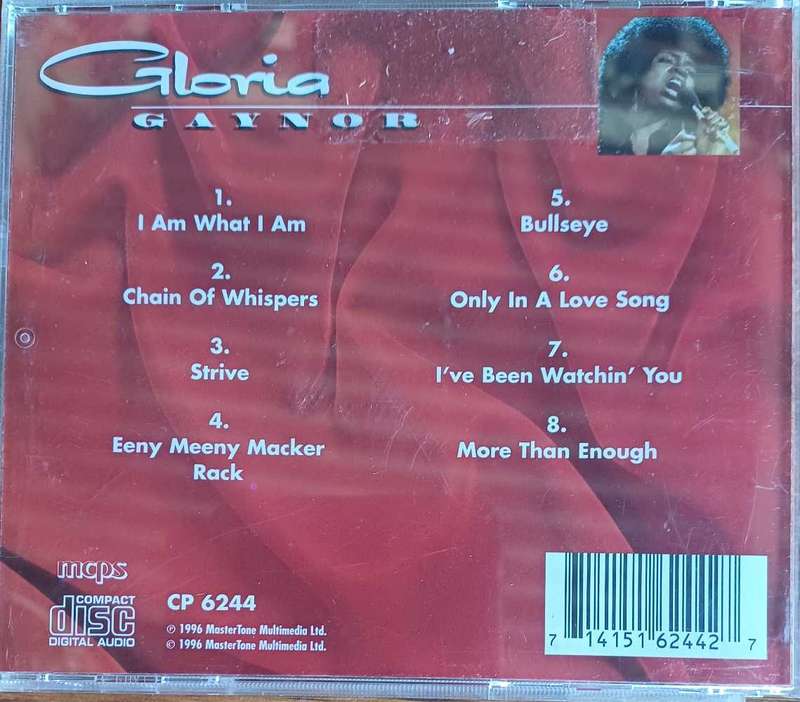 Gloria
GAYNOR
1.
I Am What I Am
2.
Chain Of Whispers
3.
Strive
4.
Eeny Meeny Macker
Rack
5.
Bullseye
6.
Only In A Love Song
7.
I've Been Watchin' You
8.
More Than Enough
mcps
COMPACT
disc
DIGITAL AUDIO
CP 6244
℗ 1996 MasterTone Multimedia Ltd.
© 1996 MasterTone Multimedia Ltd.
7 14151 62442 7